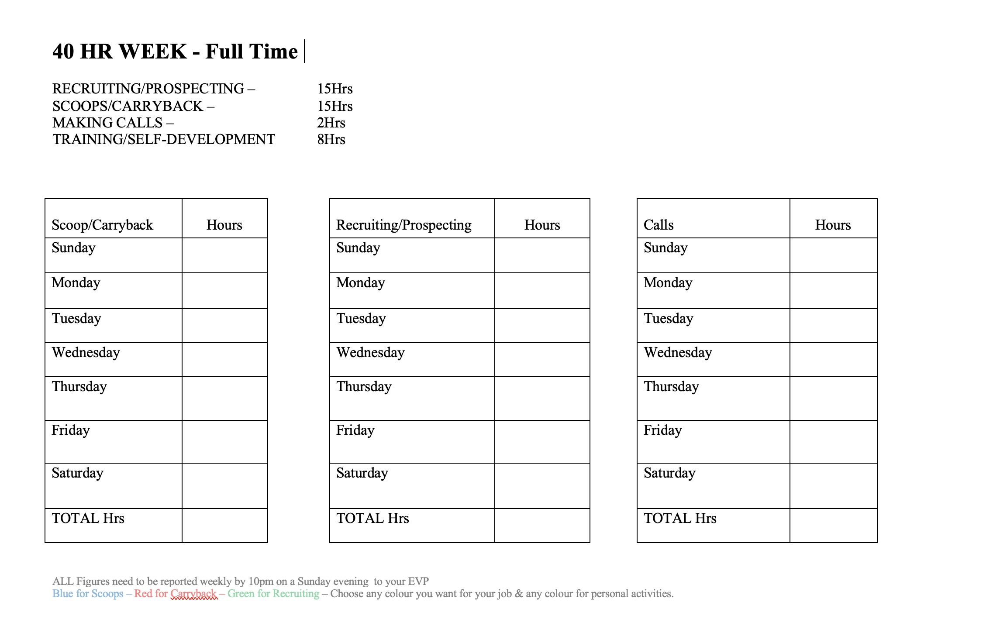 40 HR WEEK - Full Time
RECRUITING/PROSPECTING – 15Hrs
SCOOPS/CARRYBACK – 15Hrs
MAKING CALLS – 2Hrs
TRAINING/SELF-DEVELOPMENT 8Hrs
Scoop/Carryback Hours Recruiting/Prospecting Hours Calls Hours
Sunday Sunday Sunday
Monday Monday Monday
Tuesday Tuesday Tuesday
Wednesday Wednesday Wednesday
Thursday Thursday Thursday
Friday Friday Friday
Saturday Saturday Saturday
TOTAL Hrs TOTAL Hrs TOTAL Hrs
ALL Figures need to be reported weekly by 10pm on a Sunday evening  to your EVP
Blue for Scoops – Red for Carryback – Green for Recruiting – Choose any colour you want for your job & any colour for personal activities.